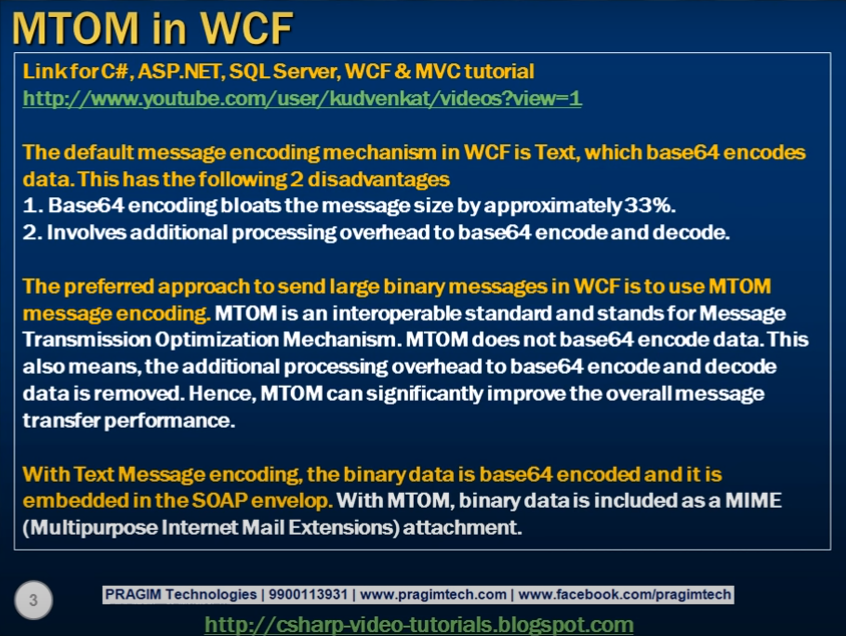 MTOM in WCF
Link for C#, ASP.NET, SQL Server, WCF & MVC tutorial
http://www.youtube.com/user/kudvenkat/videos?view=1
The default message encoding mechanism in WCF is Text, which base64 encodes
data. This has the following 2 disadvantages
1. Base64 encoding bloats the message size by approximately 33%.
2. Involves additional processing overhead to base64 encode and decode.
The preferred approach to send large binary messages in WCF is to use MTOM
message encoding. MTOM is an interoperable standard and stands for Message
Transmission Optimization Mechanism. MTOM does not base64 encode data. This
also means, the additional processing overhead to base64 encode and decode
data is removed. Hence, MTOM can significantly improve the overall message
transfer performance.
With Text Message encoding, the binary data is base64 encoded and it is
embedded in the SOAP envelop. With MTOM, binary data is included as a MIME
(Multipurpose Internet Mail Extensions) attachment.
3
PRAGIM Technologies | 9900113931 | www.pragimtech.com | www.facebook.com/pragimtech
http://csharp-video-tutorials.blogspot.com